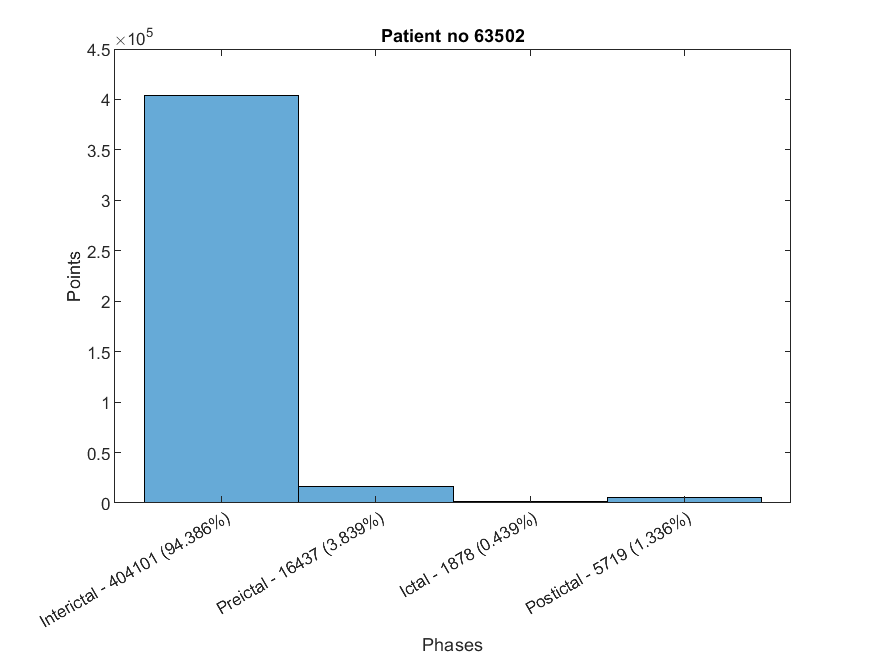 Patient no 63502
×10^5
4.5
4
3.5
3
2.5
2
1.5
1
0.5
0
Points
Interictal - 404101 (94.386%)
Preictal - 16437 (3.839%)
Ictal - 1878 (0.439%)
Postictal - 5719 (1.336%)
Phases